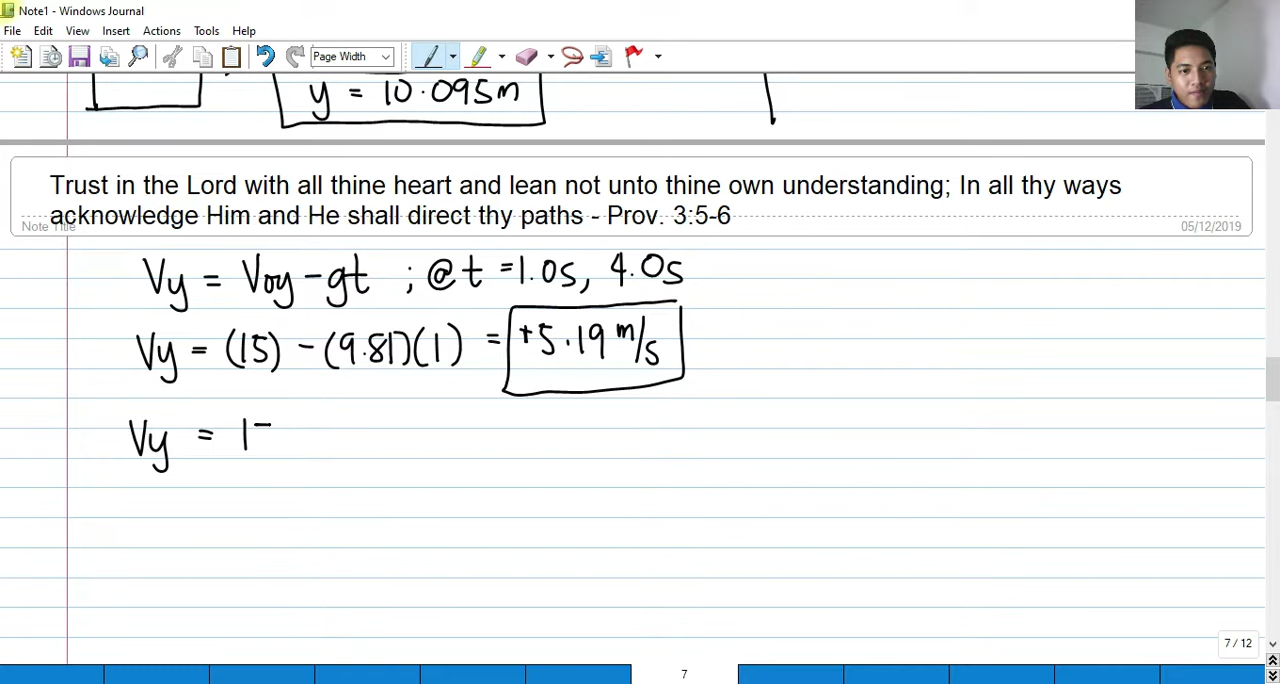 Note1 - Windows Journal
File Edit View Insert Actions Tools Help
Page Width
y = 10.095m
Trust in the Lord with all thine heart and lean not unto thine own understanding; In all thy ways
acknowledge Him and He shall direct thy paths - Prov. 3:5-6
Note Title
05/12/2019
Vy = Voy - gt ; @ t = 1.0s, 4.0s
Vy = (15) - (9.81)(1) = +5.19 m/s
Vy = 1
7 / 12
7